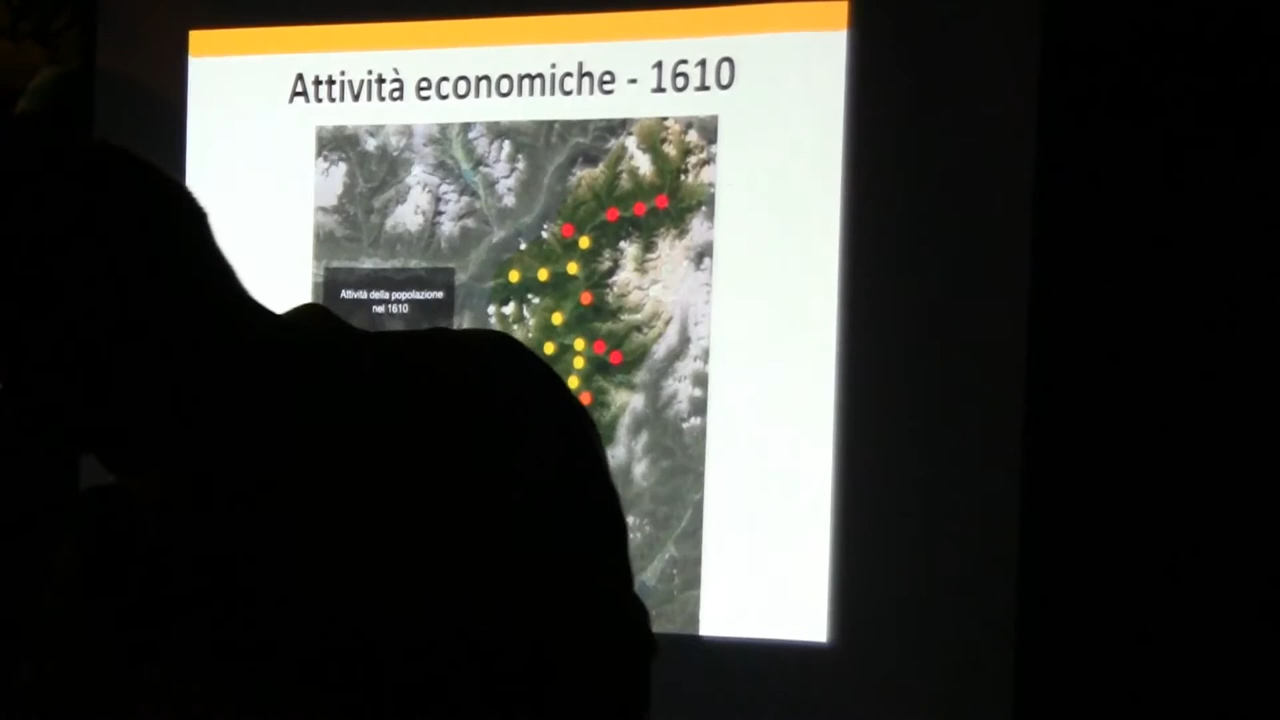 Attività economiche - 1610
Attività della popolazione
nel 1610